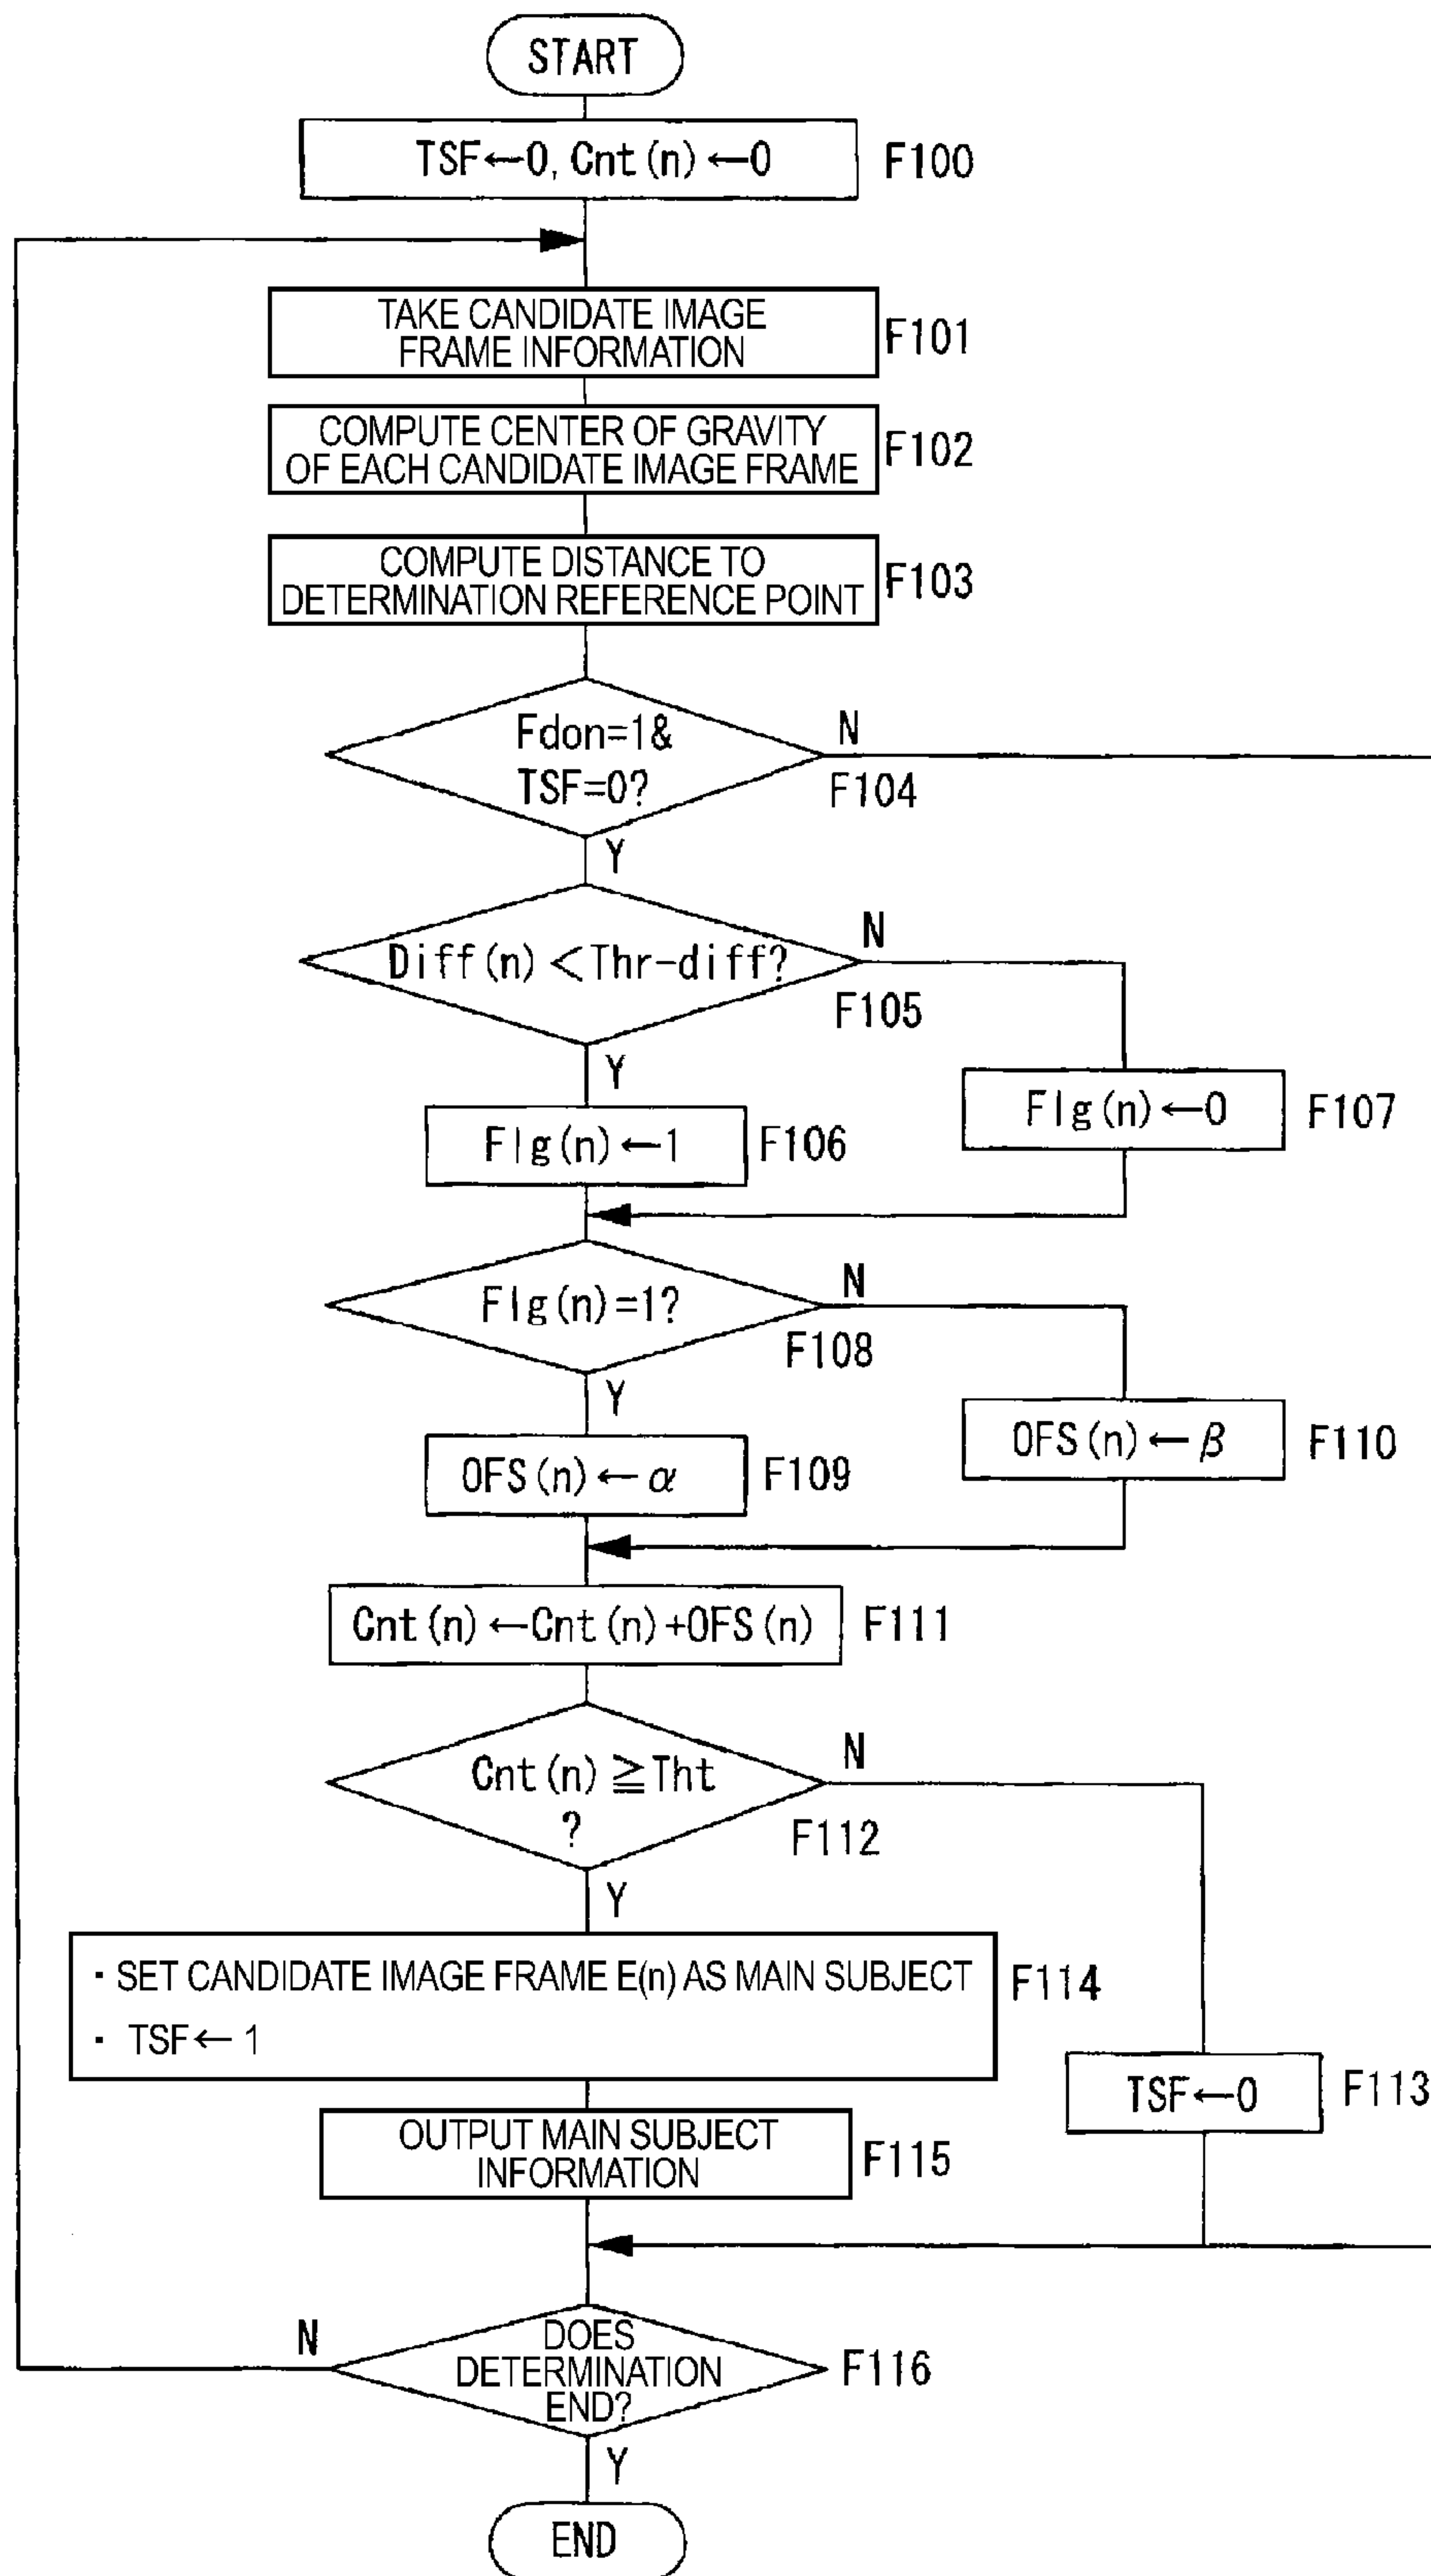 START
TSF←0, Cnt(n)←0
F100
TAKE CANDIDATE IMAGE
FRAME INFORMATION
F101
COMPUTE CENTER OF GRAVITY
OF EACH CANDIDATE IMAGE FRAME
F102
COMPUTE DISTANCE TO
DETERMINATION REFERENCE POINT
F103
Fdon=1&
TSF=0?
N
F104
Y
Diff(n)<Thr-diff?
N
F105
Y
Flg(n)←1
F106
Flg(n)←0
F107
Flg(n)=1?
N
F108
Y
OFS(n)←α
F109
OFS(n)←β
F110
Cnt(n)←Cnt(n)+OFS(n)
F111
Cnt(n)≧Tht
?
N
F112
Y
· SET CANDIDATE IMAGE FRAME E(n) AS MAIN SUBJECT
· TSF←1
F114
TSF←0
F113
OUTPUT MAIN SUBJECT
INFORMATION
F115
N
DOES
DETERMINATION
END?
F116
Y
END